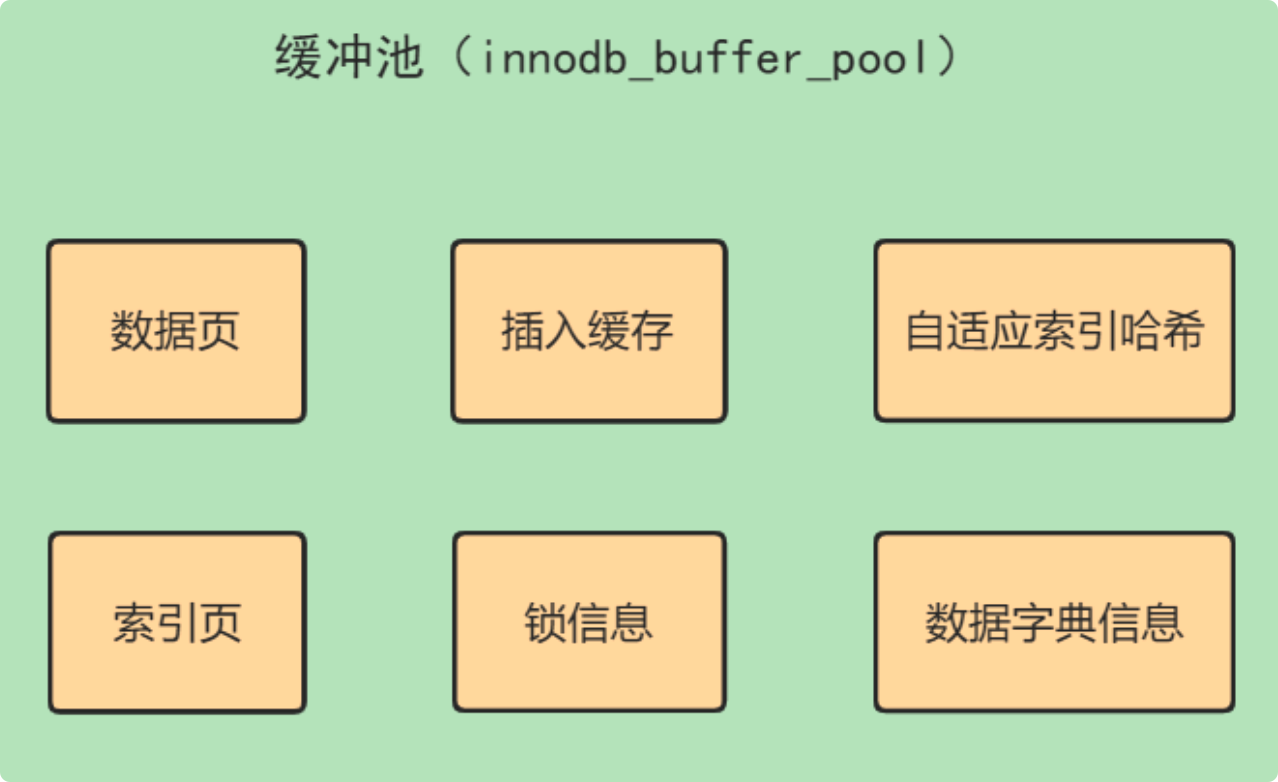 缓冲池（innodb_buffer_pool）
数据页
插入缓存
自适应索引哈希
索引页
锁信息
数据字典信息